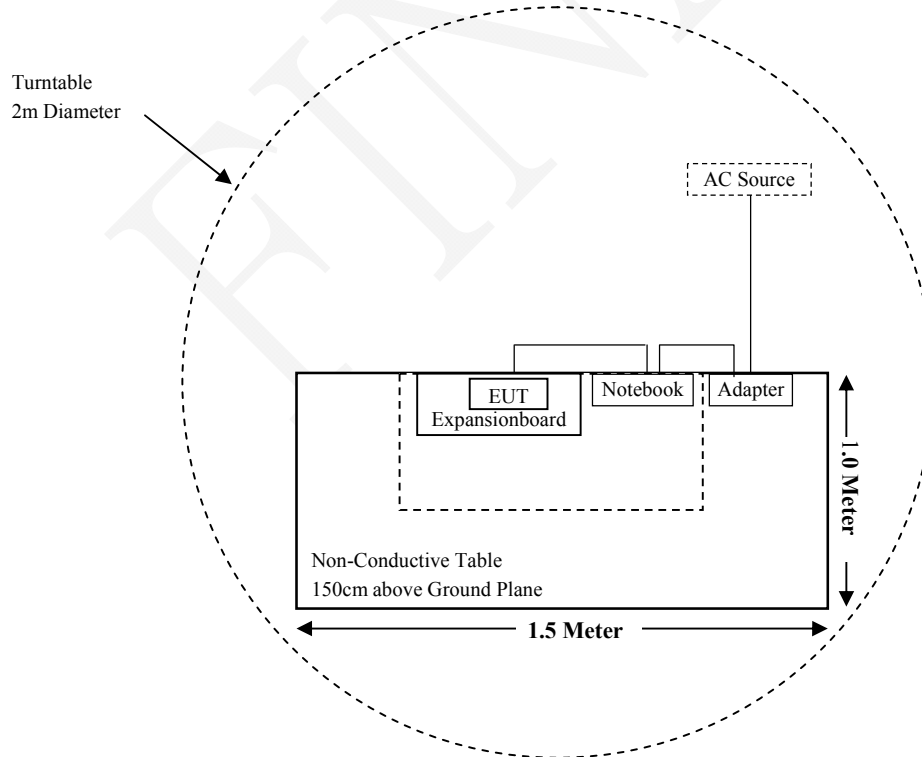 Turntable
2m Diameter
AC Source
EUT
Expansionboard
Notebook
Adapter
1.0 Meter
Non-Conductive Table
150cm above Ground Plane
1.5 Meter